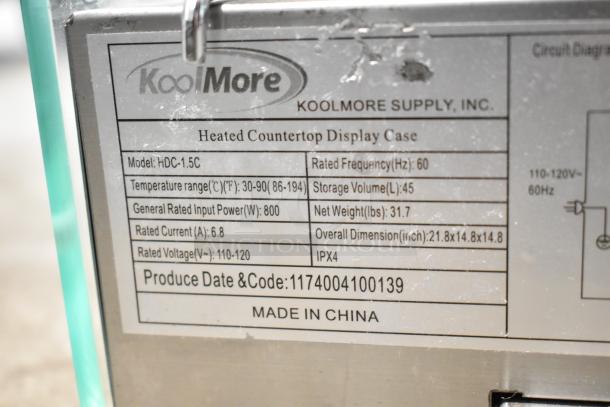 KoolMore
KOOLMORE SUPPLY, INC.
Heated Countertop Display Case
Model: HDC-1.5C
Rated Frequency(Hz): 60
Temperature range(℃)(℉): 30-90( 86-194)
Storage Volume(L):45
General Rated Input Power(W): 800
Net Weight(lbs): 31.7
Rated Current (A): 6.8
Overall Dimension(inch):21.8x14.8x14.8
Rated Voltage(V~): 110-120
IPX4
Produce Date &Code:1174004100139
MADE IN CHINA
Circuit
110-120V~
60Hz